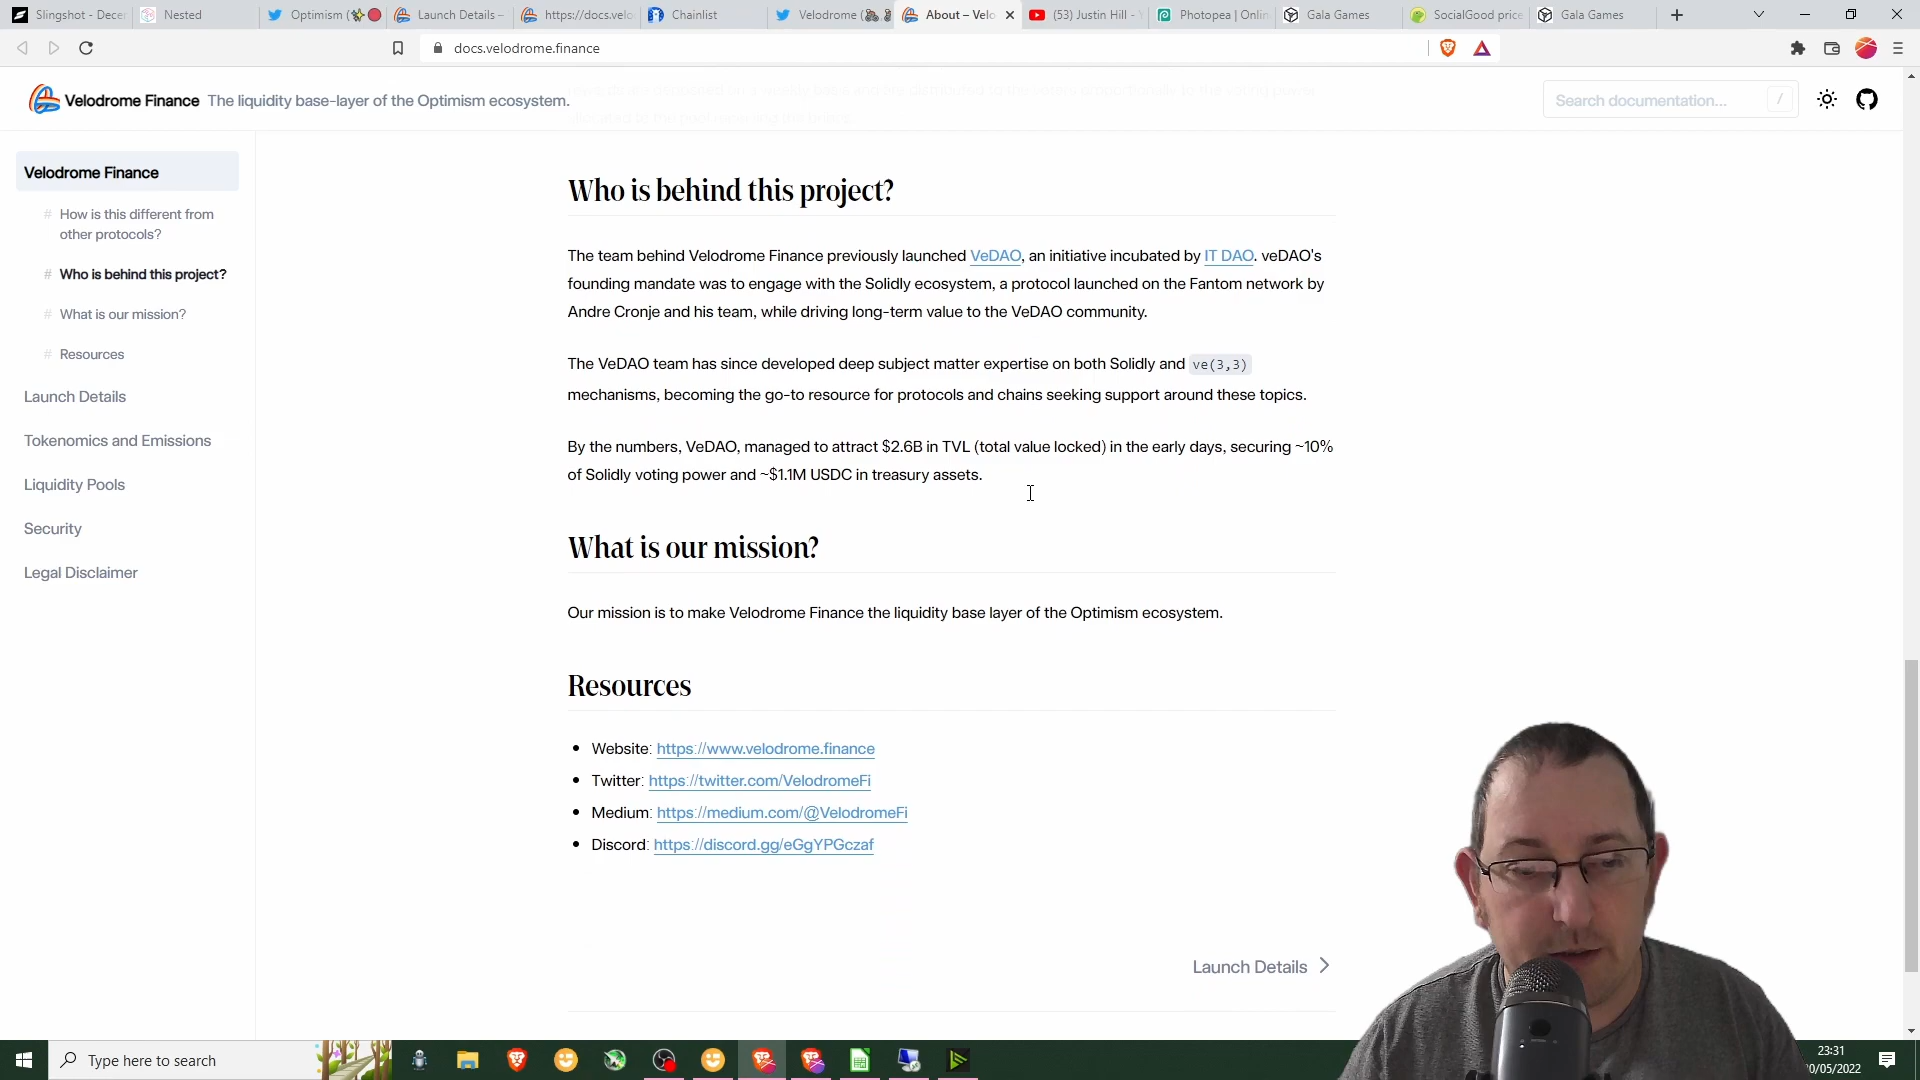 Slingshot - Dece
Nested
Optimism (
Launch Details –
https://docs.velo
Chainlist
Velodrome (
About – Velo
(53) Justin Hill - Y
Photopea | Onlin
Gala Games
SocialGood price
Gala Games
docs.velodrome.finance
Velodrome Finance
The liquidity base-layer of the Optimism ecosystem.
Search documentation...
/
Velodrome Finance
# How is this different from
other protocols?
# Who is behind this project?
# What is our mission?
# Resources
Launch Details
Tokenomics and Emissions
Liquidity Pools
Security
Legal Disclaimer
Who is behind this project?
The team behind Velodrome Finance previously launched VeDAO, an initiative incubated by IT DAO. veDAO's
founding mandate was to engage with the Solidly ecosystem, a protocol launched on the Fantom network by
Andre Cronje and his team, while driving long-term value to the VeDAO community.
The VeDAO team has since developed deep subject matter expertise on both Solidly and ve(3,3)
mechanisms, becoming the go-to resource for protocols and chains seeking support around these topics.
By the numbers, VeDAO, managed to attract $2.6B in TVL (total value locked) in the early days, securing ~10%
of Solidly voting power and ~$1.1M USDC in treasury assets.
What is our mission?
Our mission is to make Velodrome Finance the liquidity base layer of the Optimism ecosystem.
Resources
• Website: https://www.velodrome.finance
• Twitter: https://twitter.com/VelodromeFi
• Medium: https://medium.com/@VelodromeFi
• Discord: https://discord.gg/eGgYPGczaf
Launch Details
Type here to search
23:31
0/05/2022